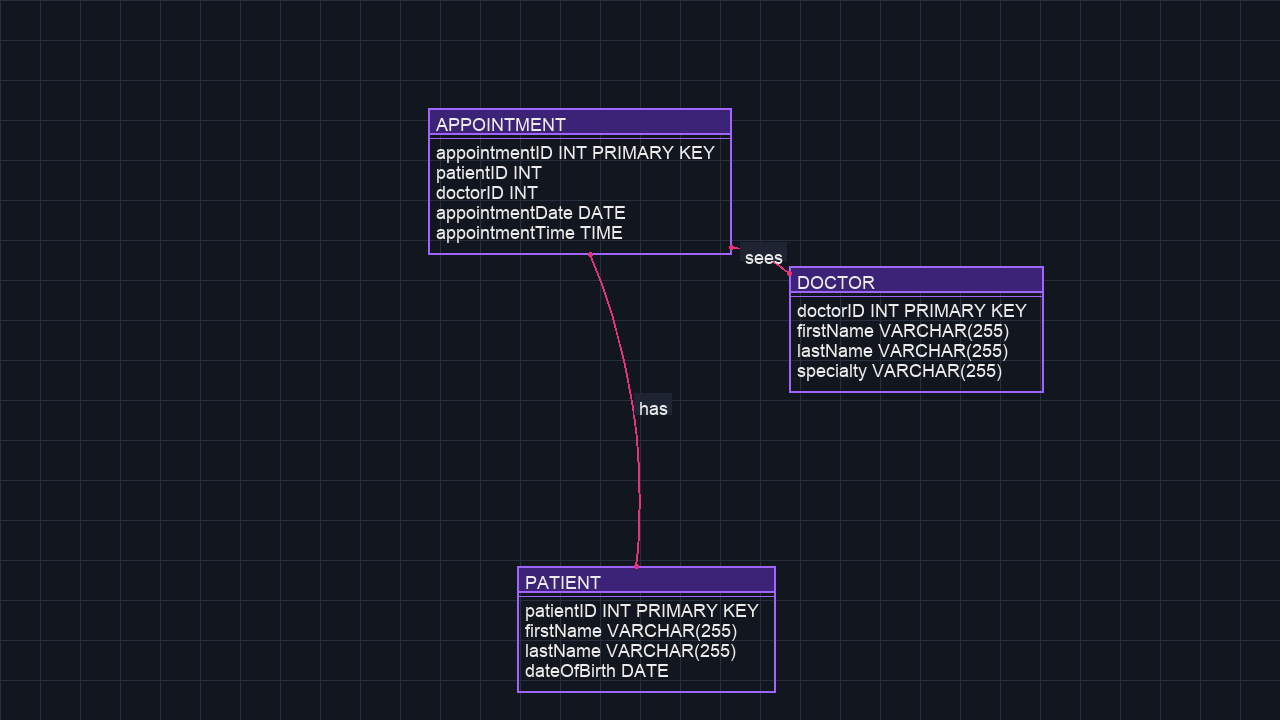 APPOINTMENT
appointmentID INT PRIMARY KEY
patientID INT
doctorID INT
appointmentDate DATE
appointmentTime TIME
sees
DOCTOR
doctorID INT PRIMARY KEY
firstName VARCHAR(255)
lastName VARCHAR(255)
specialty VARCHAR(255)
has
PATIENT
patientID INT PRIMARY KEY
firstName VARCHAR(255)
lastName VARCHAR(255)
dateOfBirth DATE